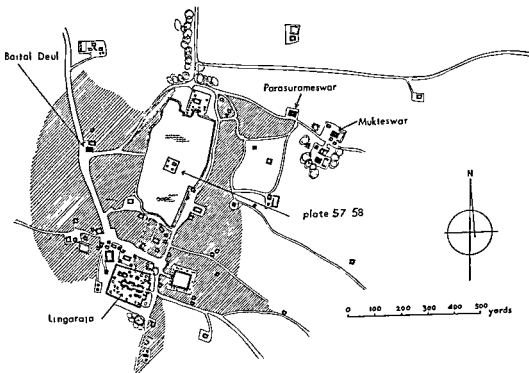 Baital Deul
Parasurameswar
Mukteswar
plate 57 58
N
Lingaraja
0 100 200 300 400 500
yards